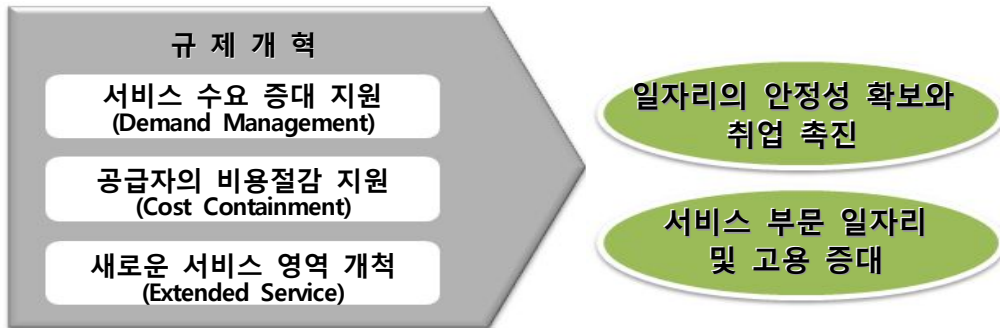 규 제 개 혁
서비스 수요 증대 지원
(Demand Management)
공급자의 비용절감 지원
(Cost Containment)
새로운 서비스 영역 개척
(Extended Service)
일자리의 안정성 확보와
취업 촉진
서비스 부문 일자리
및 고용 증대